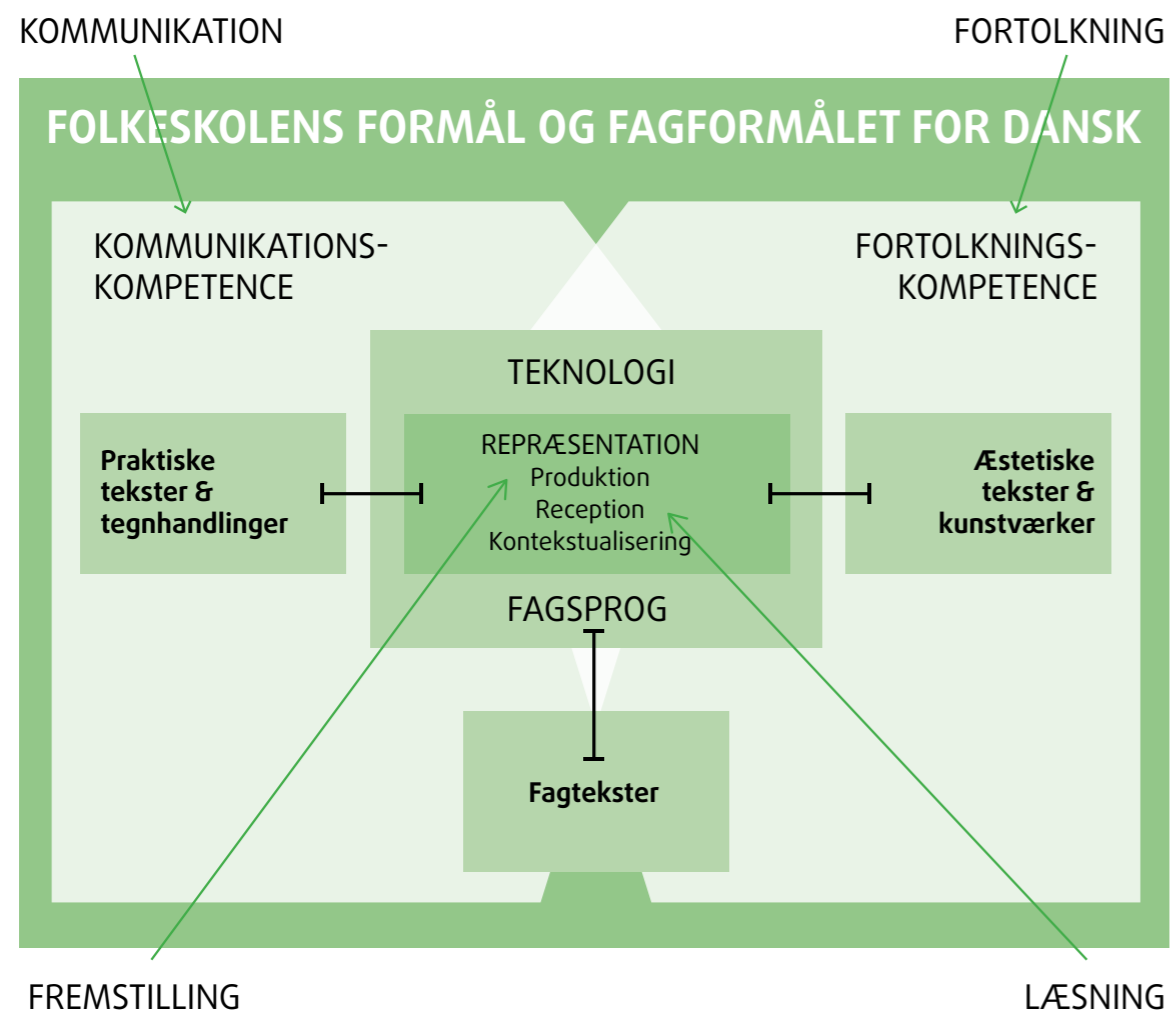 KOMMUNIKATION
FORTOLKNING
FOLKESKOLENS FORMÅL OG FAGFORMÅLET FOR DANSK
KOMMUNIKATIONS-
KOMPETENCE
FORTOLKNINGS-
KOMPETENCE
TEKNOLOGI
Praktiske
tekster &
tegnhandlinger
REPRÆSENTATION
Produktion
Reception
Kontekstualisering
Æstetiske
tekster &
kunstværker
FAGSPROG
Fagtekster
FREMSTILLING
LÆSNING